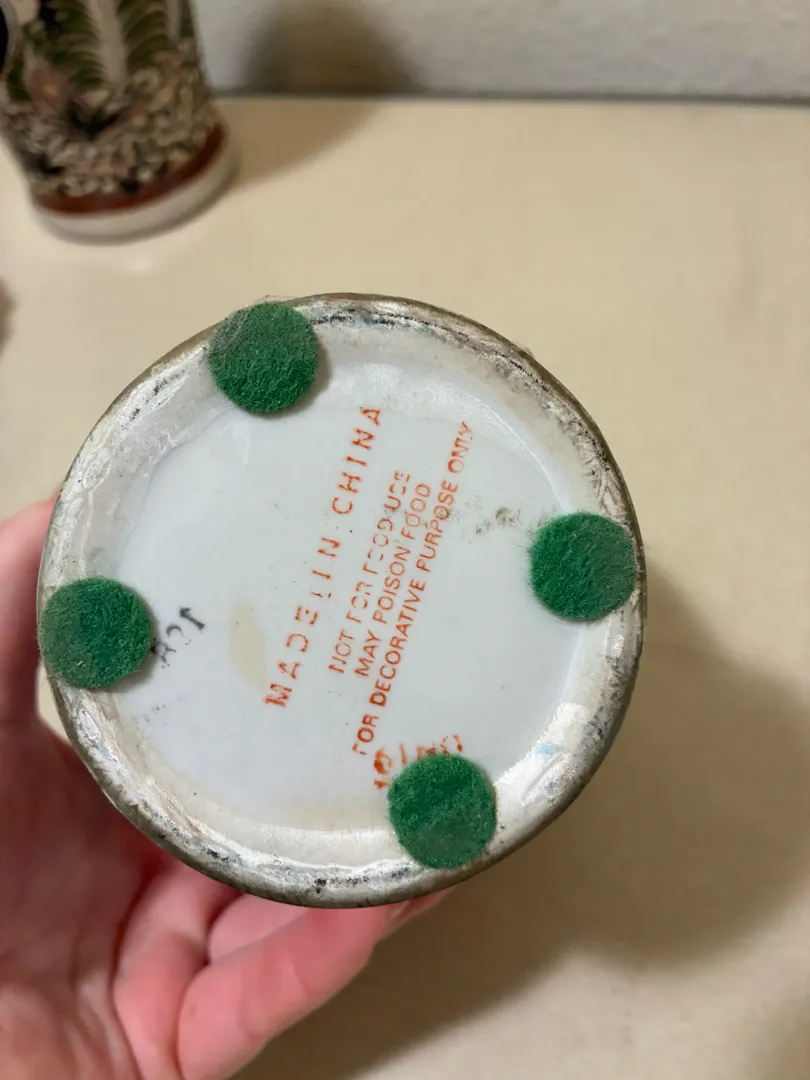 MADE IN CHINA
NOT FOR FOOD USE
MAY POISON FOOD
FOR DECORATIVE PURPOSE ONLY